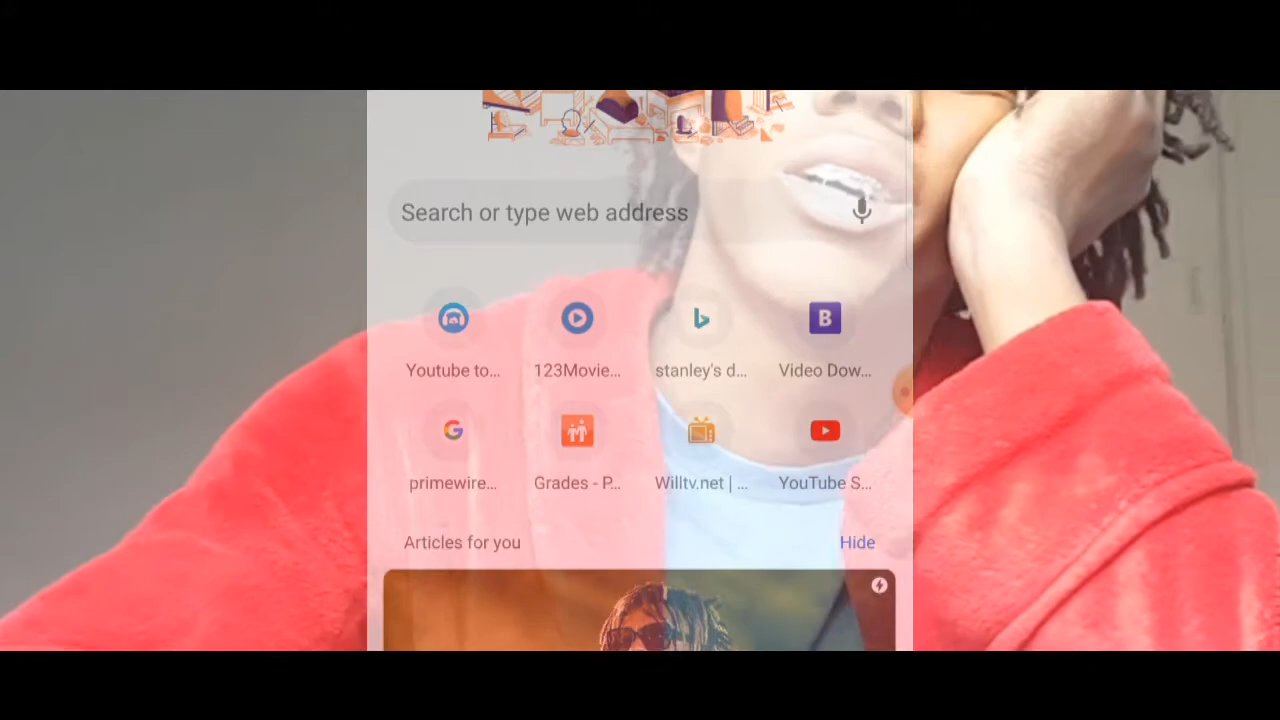 Search or type web address
Youtube to... 123Movie... stanley's d... Video Dow...
primewire... Grades - P... Willtv.net | ... YouTube S...
Articles for you Hide